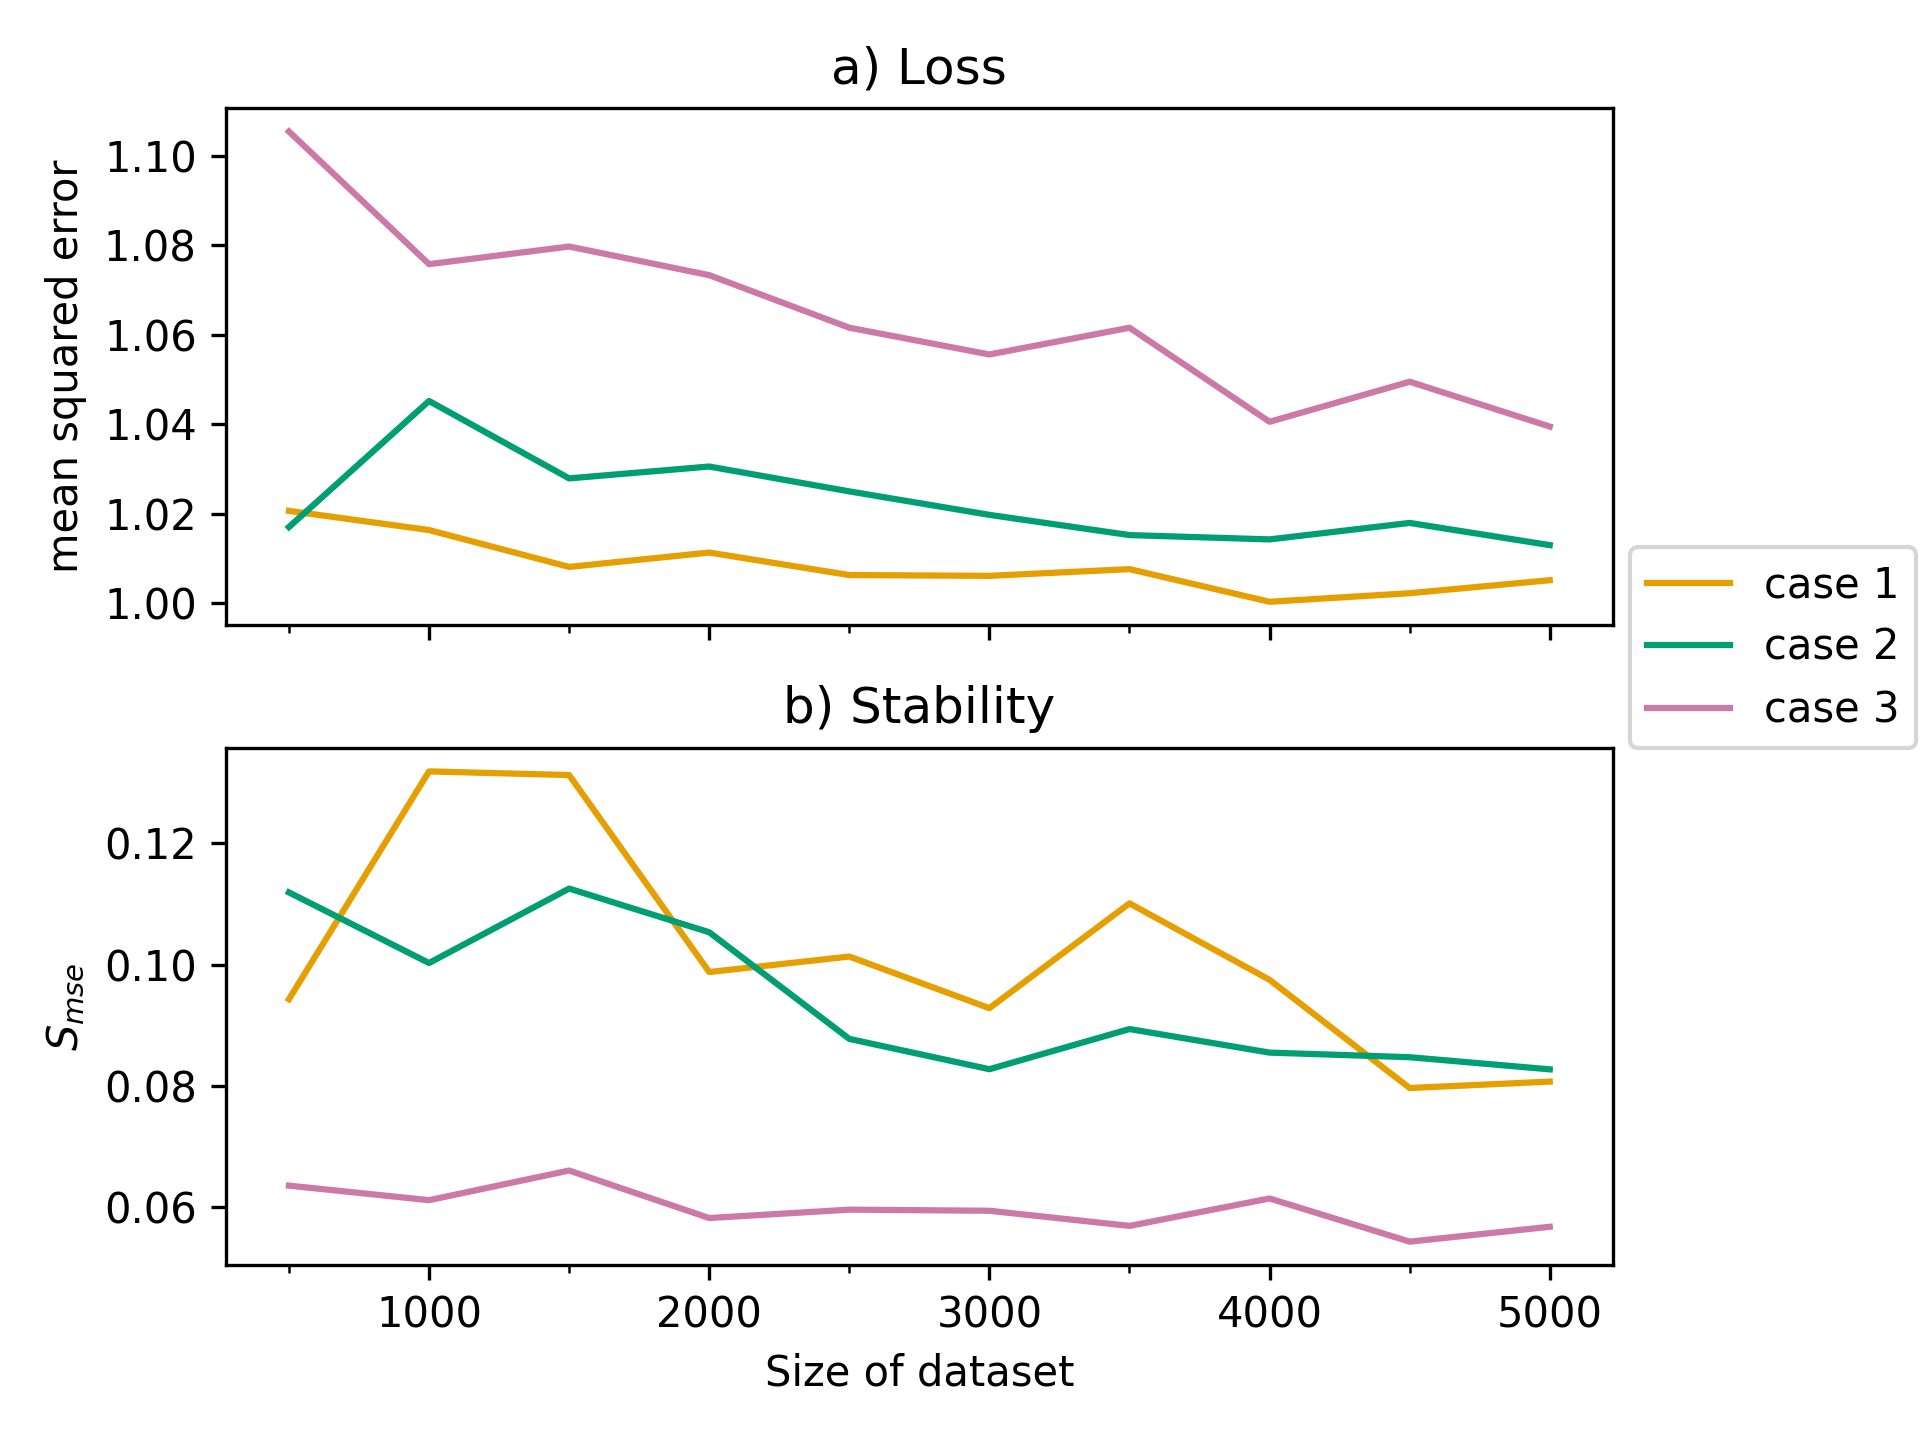 a) Loss
mean squared error
1.10
1.08
1.06
1.04
1.02
1.00
case 1
case 2
case 3
b) Stability
S_mse
0.12
0.10
0.08
0.06
1000 2000 3000 4000 5000
Size of dataset